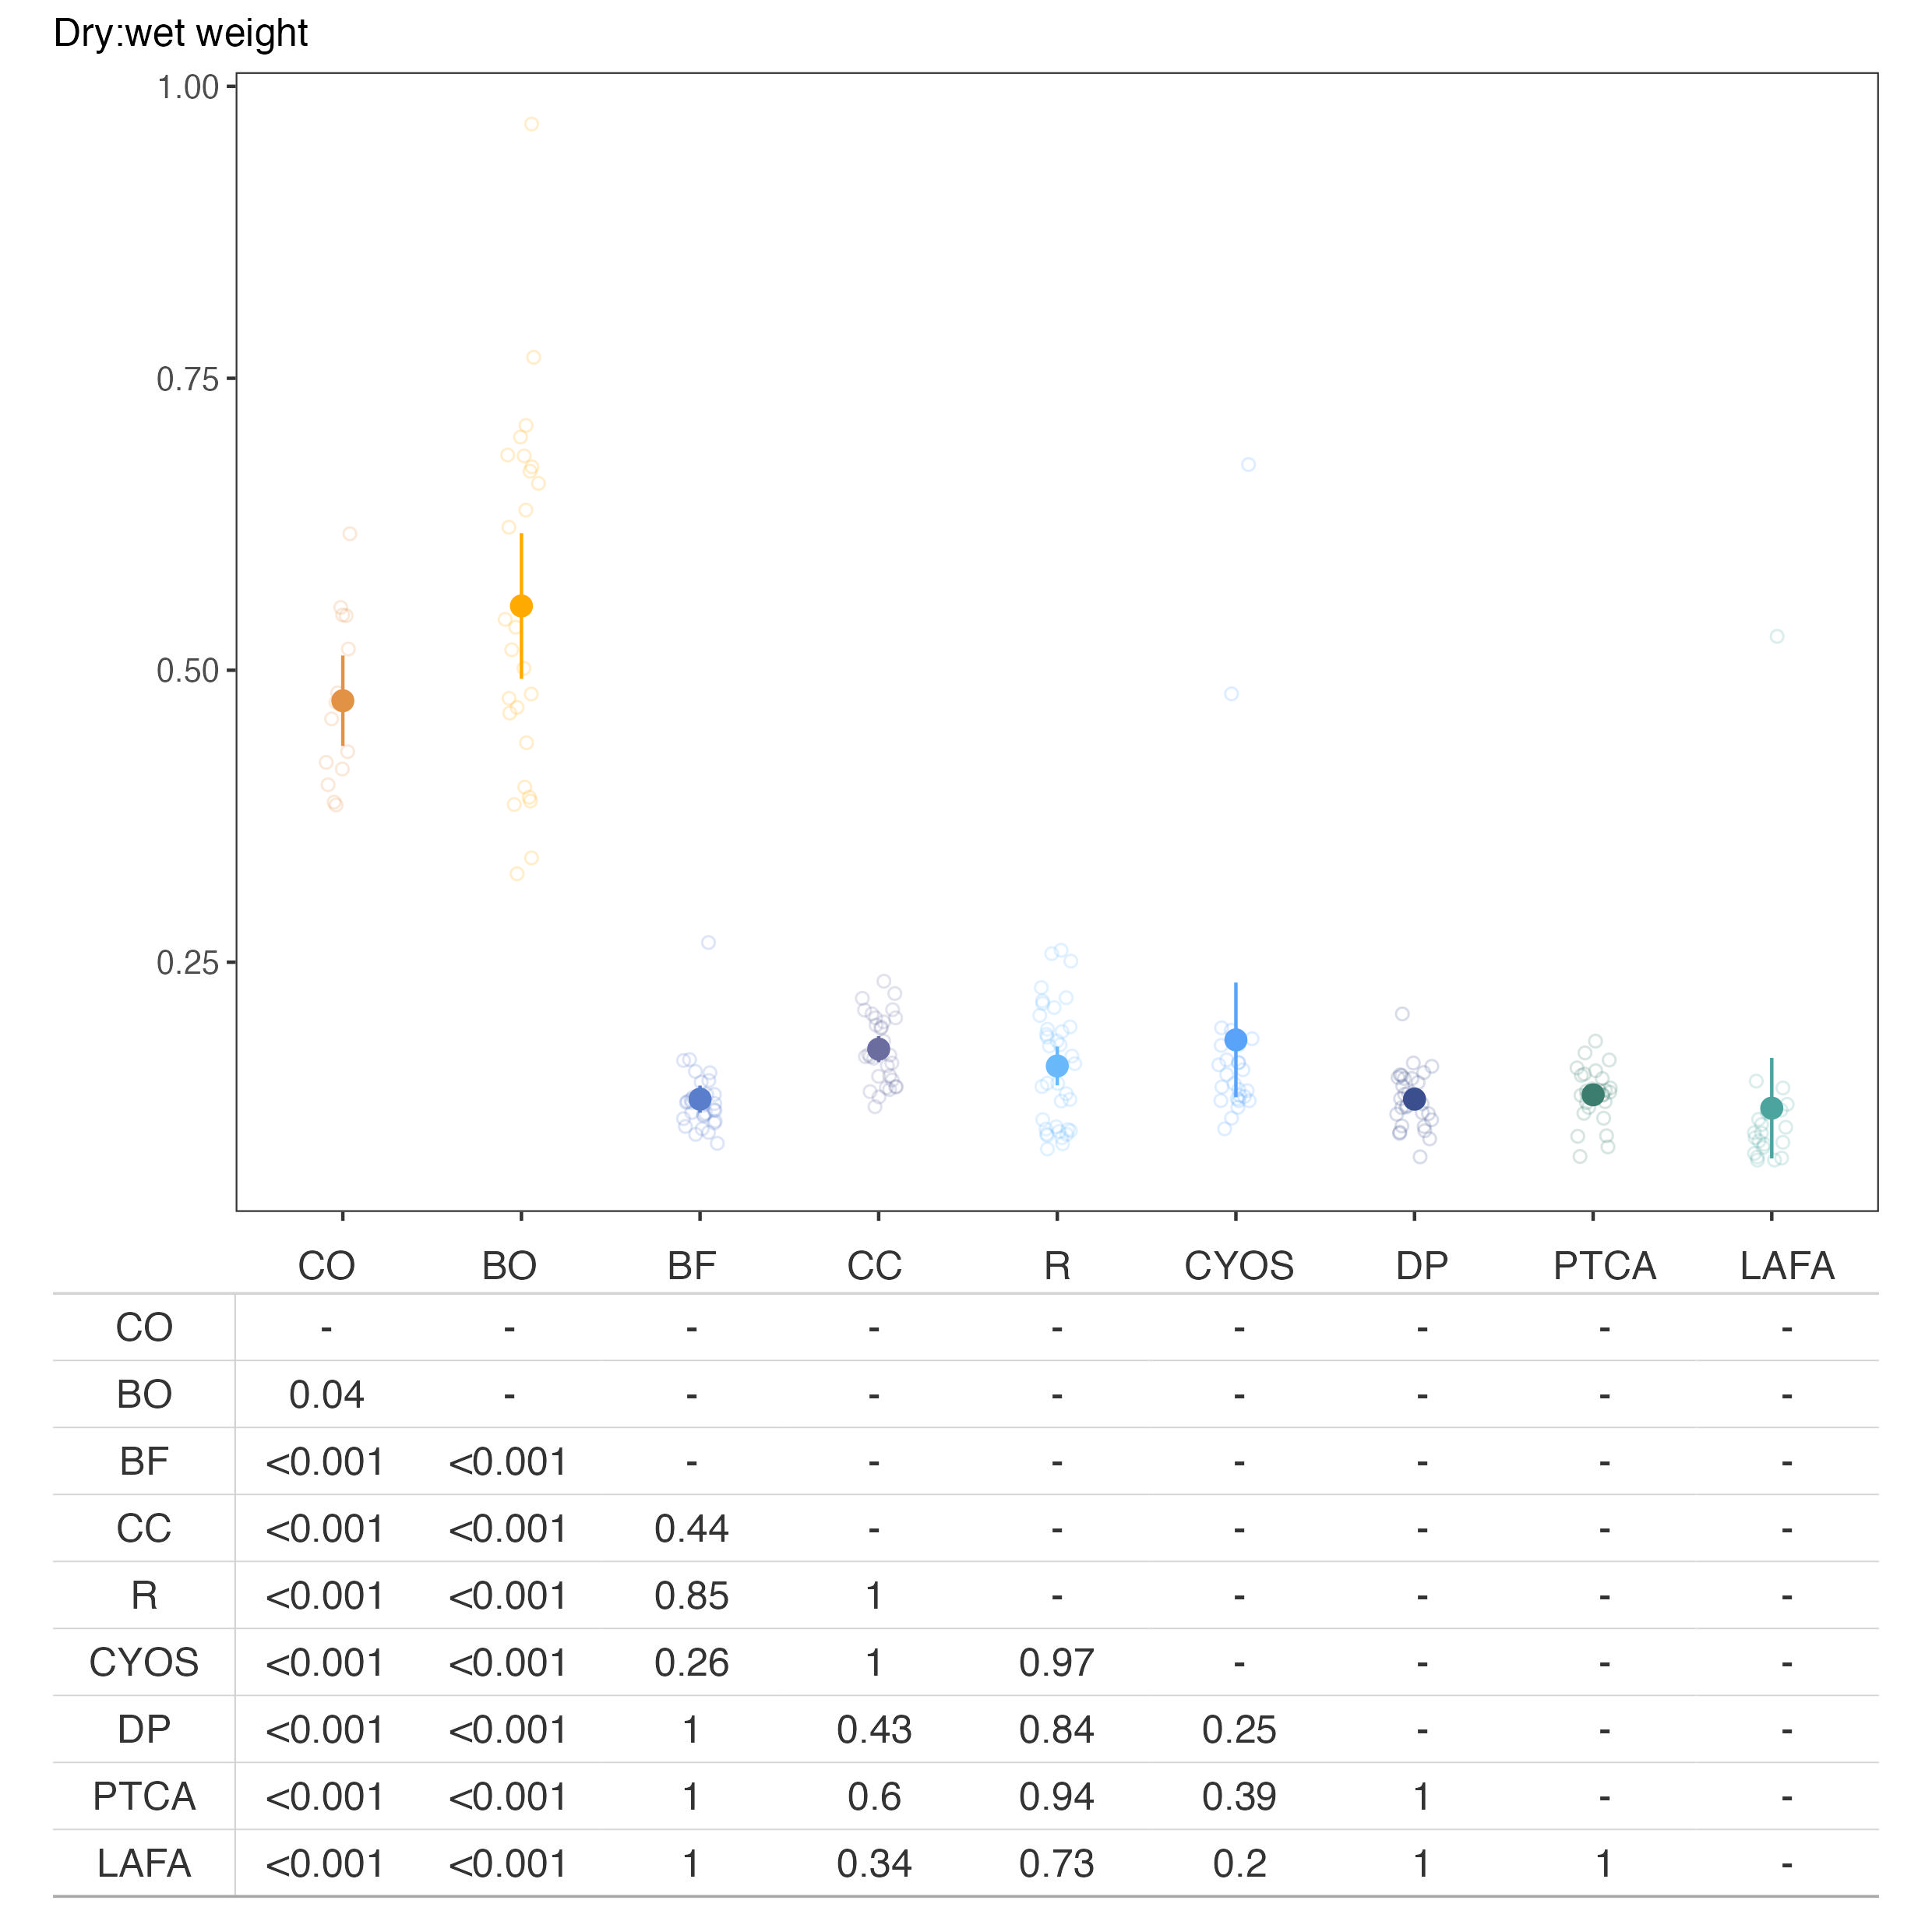 Dry:wet weight
1.00
0.75
0.50
0.25
CO BO BF CC R CYOS DP PTCA LAFA
CO - - - - - - - - -
BO 0.04 - - - - - - - -
BF <0.001 <0.001 - - - - - - -
CC <0.001 <0.001 0.44 - - - - - -
R <0.001 <0.001 0.85 1 - - - - -
CYOS <0.001 <0.001 0.26 1 0.97 - - - -
DP <0.001 <0.001 1 0.43 0.84 0.25 - - -
PTCA <0.001 <0.001 1 0.6 0.94 0.39 1 - -
LAFA <0.001 <0.001 1 0.34 0.73 0.2 1 1 -